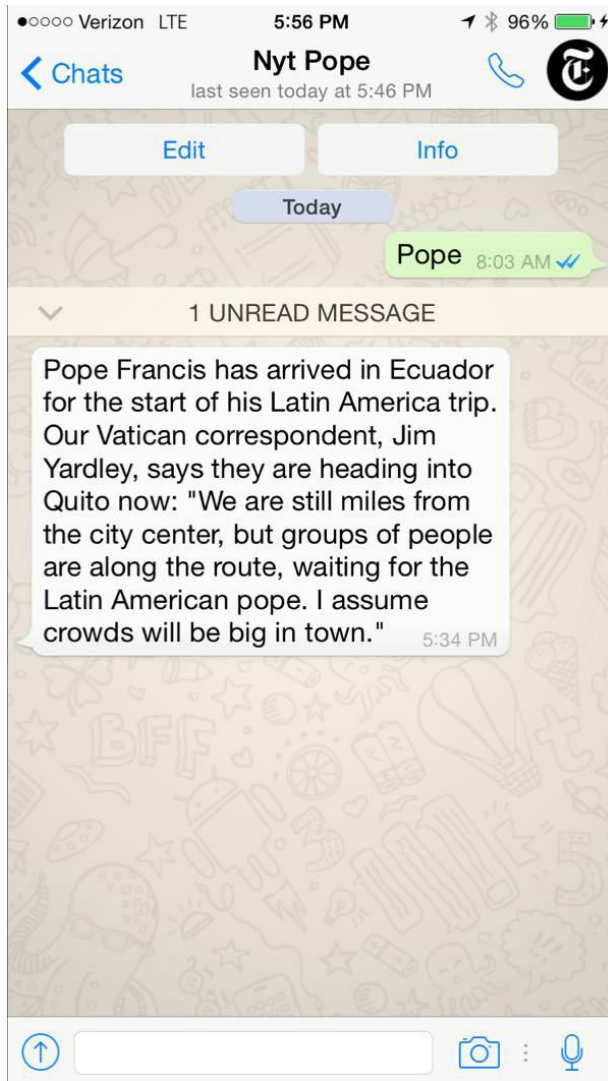 Verizon LTE 5:56 PM 96%
Chats
Nyt Pope
last seen today at 5:46 PM
Edit
Info
Today
Pope 8:03 AM
1 UNREAD MESSAGE
Pope Francis has arrived in Ecuador
for the start of his Latin America trip.
Our Vatican correspondent, Jim
Yardley, says they are heading into
Quito now: "We are still miles from
the city center, but groups of people
are along the route, waiting for the
Latin American pope. I assume
crowds will be big in town."
5:34 PM
BFF